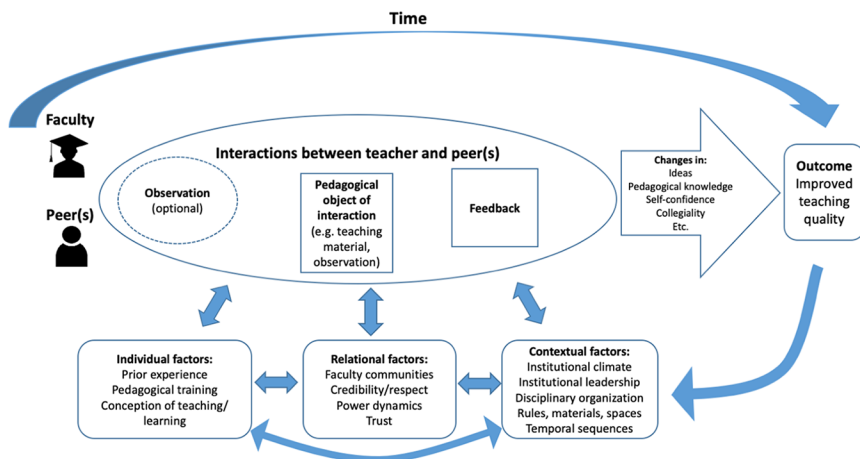 Time
Faculty
Peer(s)
Interactions between teacher and peer(s)
Observation
(optional)
Pedagogical
object of
interaction
(e.g. teaching
material,
observation)
Feedback
Changes in:
Ideas
Pedagogical knowledge
Self-confidence
Collegiality
Etc.
Outcome
Improved
teaching
quality
Individual factors:
Prior experience
Pedagogical training
Conception of teaching/
learning
Relational factors:
Faculty communities
Credibility/respect
Power dynamics
Trust
Contextual factors:
Institutional climate
Institutional leadership
Disciplinary organization
Rules, materials, spaces
Temporal sequences